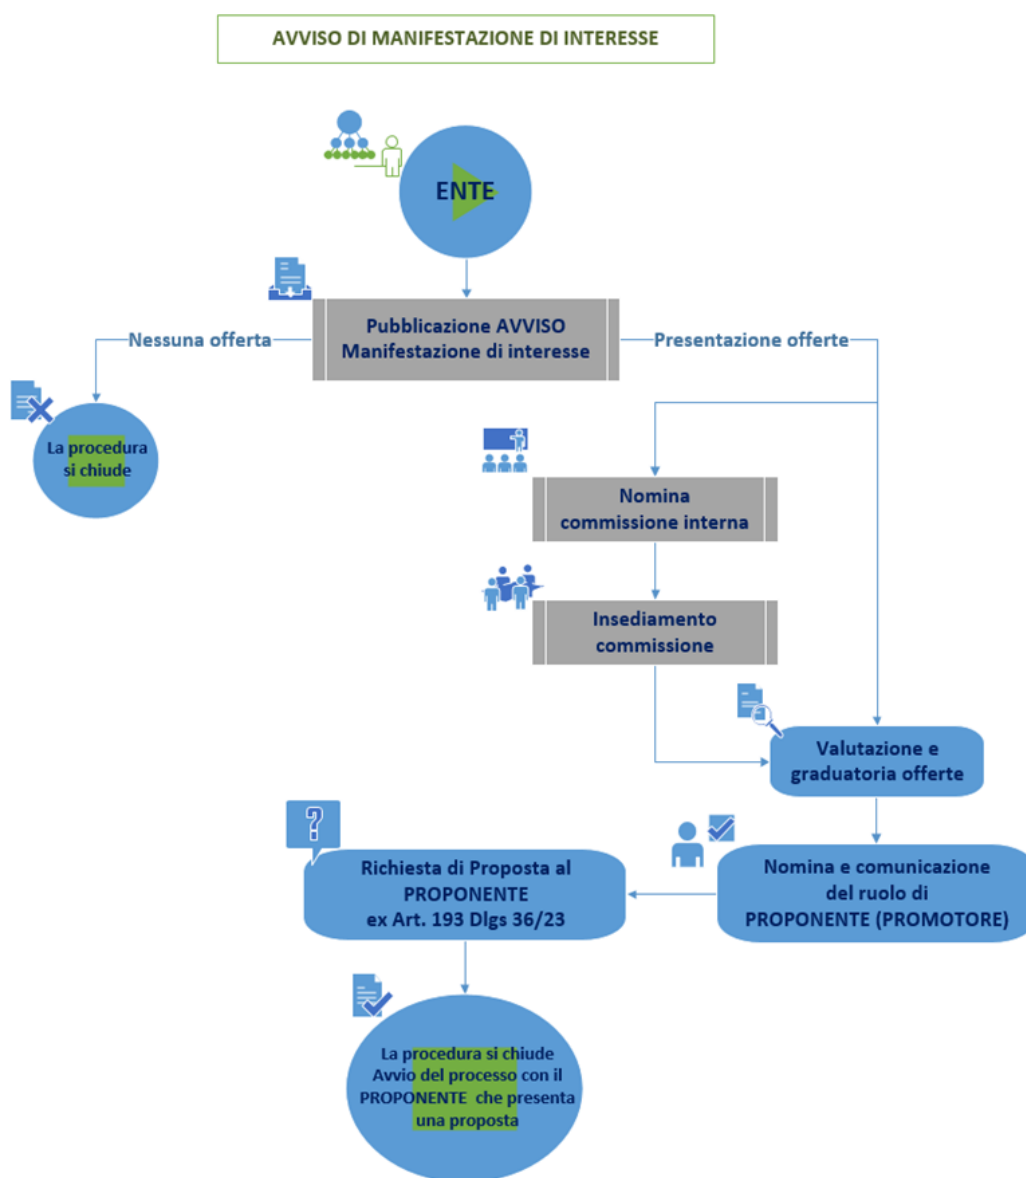 AVVISO DI MANIFESTAZIONE DI INTERESSE
ENTE
Pubblicazione AVVISO
Manifestazione di interesse
Nessuna offerta
Presentazione offerte
La procedura
si chiude
Nomina
commissione interna
Insediamento
commissione
Valutazione e
graduatoria offerte
?
Richiesta di Proposta al
PROPONENTE
ex Art. 193 Dlgs 36/23
Nomina e comunicazione
del ruolo di
PROPONENTE (PROMOTORE)
La procedura si chiude
Avvio del processo con il
PROPONENTE che presenta
una proposta